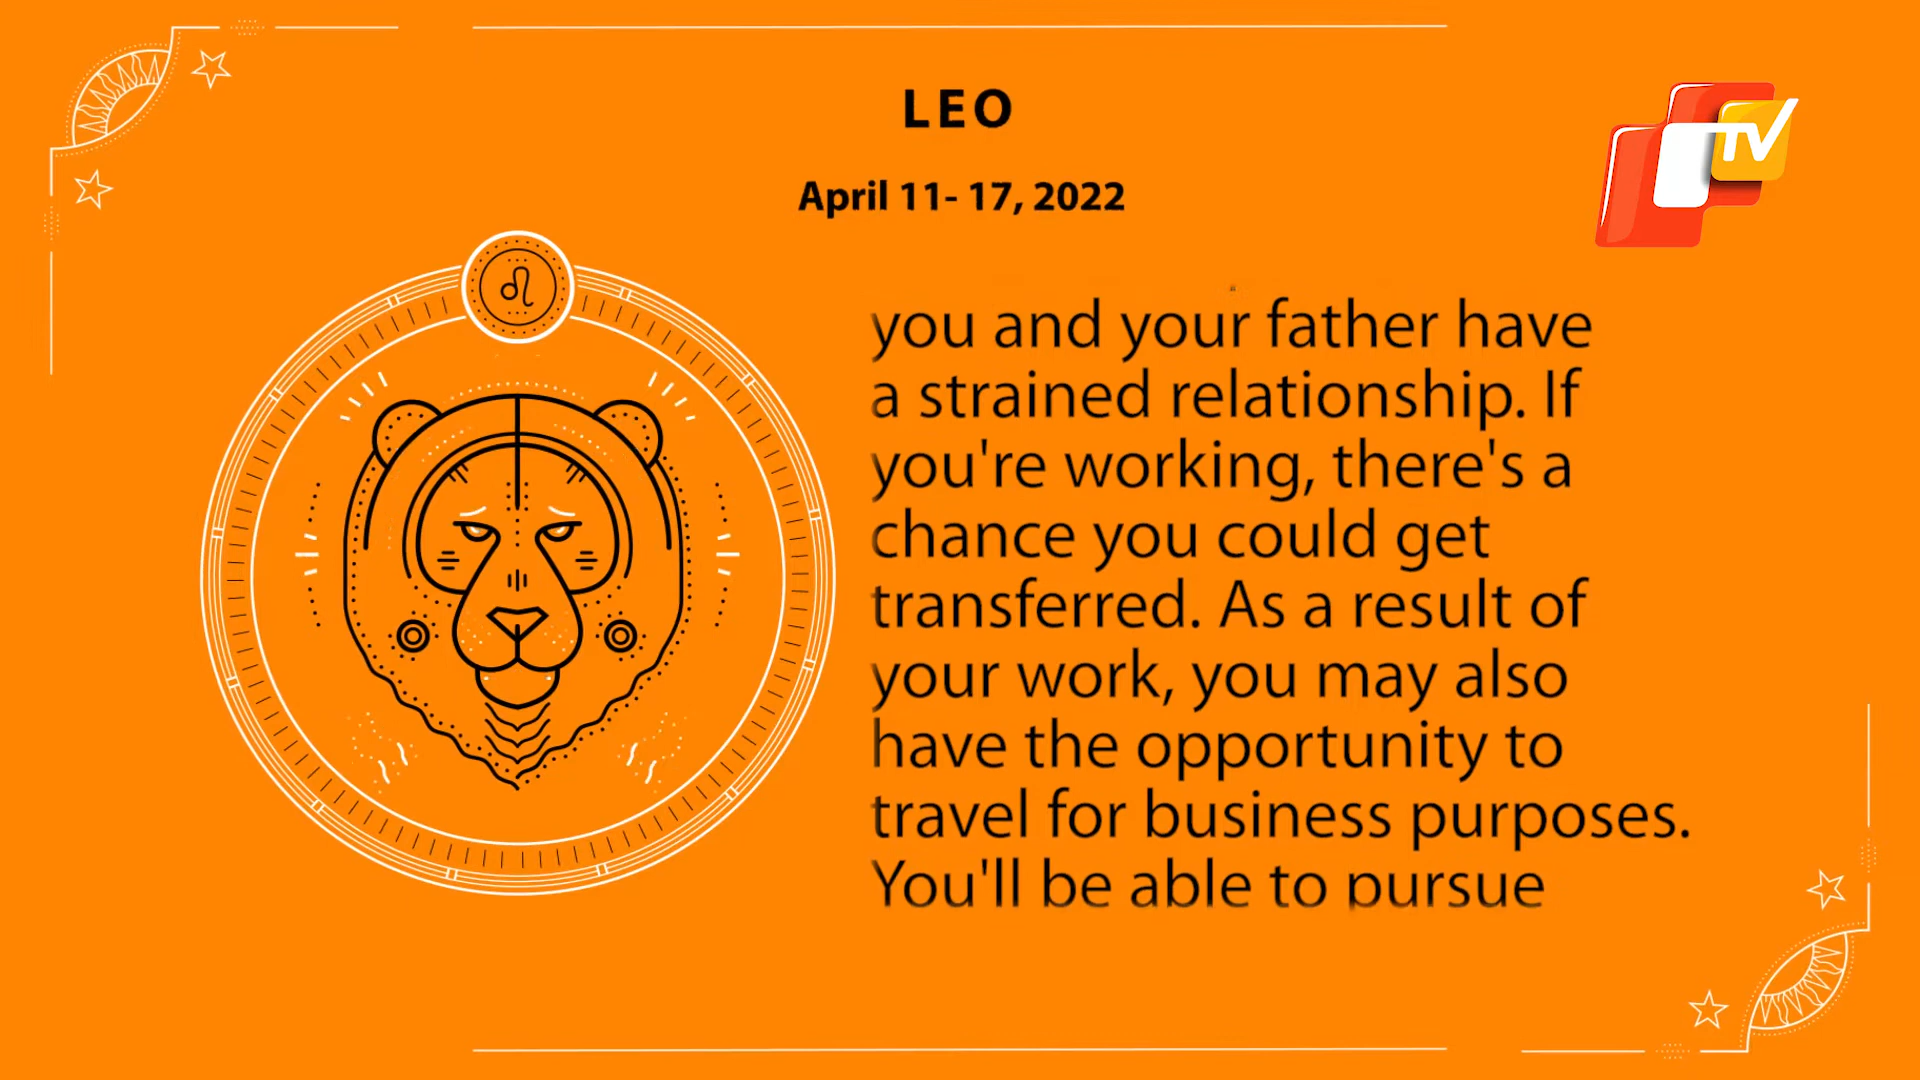 LEO
TV
April 11- 17, 2022
you and your father have
a strained relationship. If
you're working, there's a
chance you could get
transferred. As a result of
your work, you may also
have the opportunity to
travel for business purposes.
You'll be able to pursue